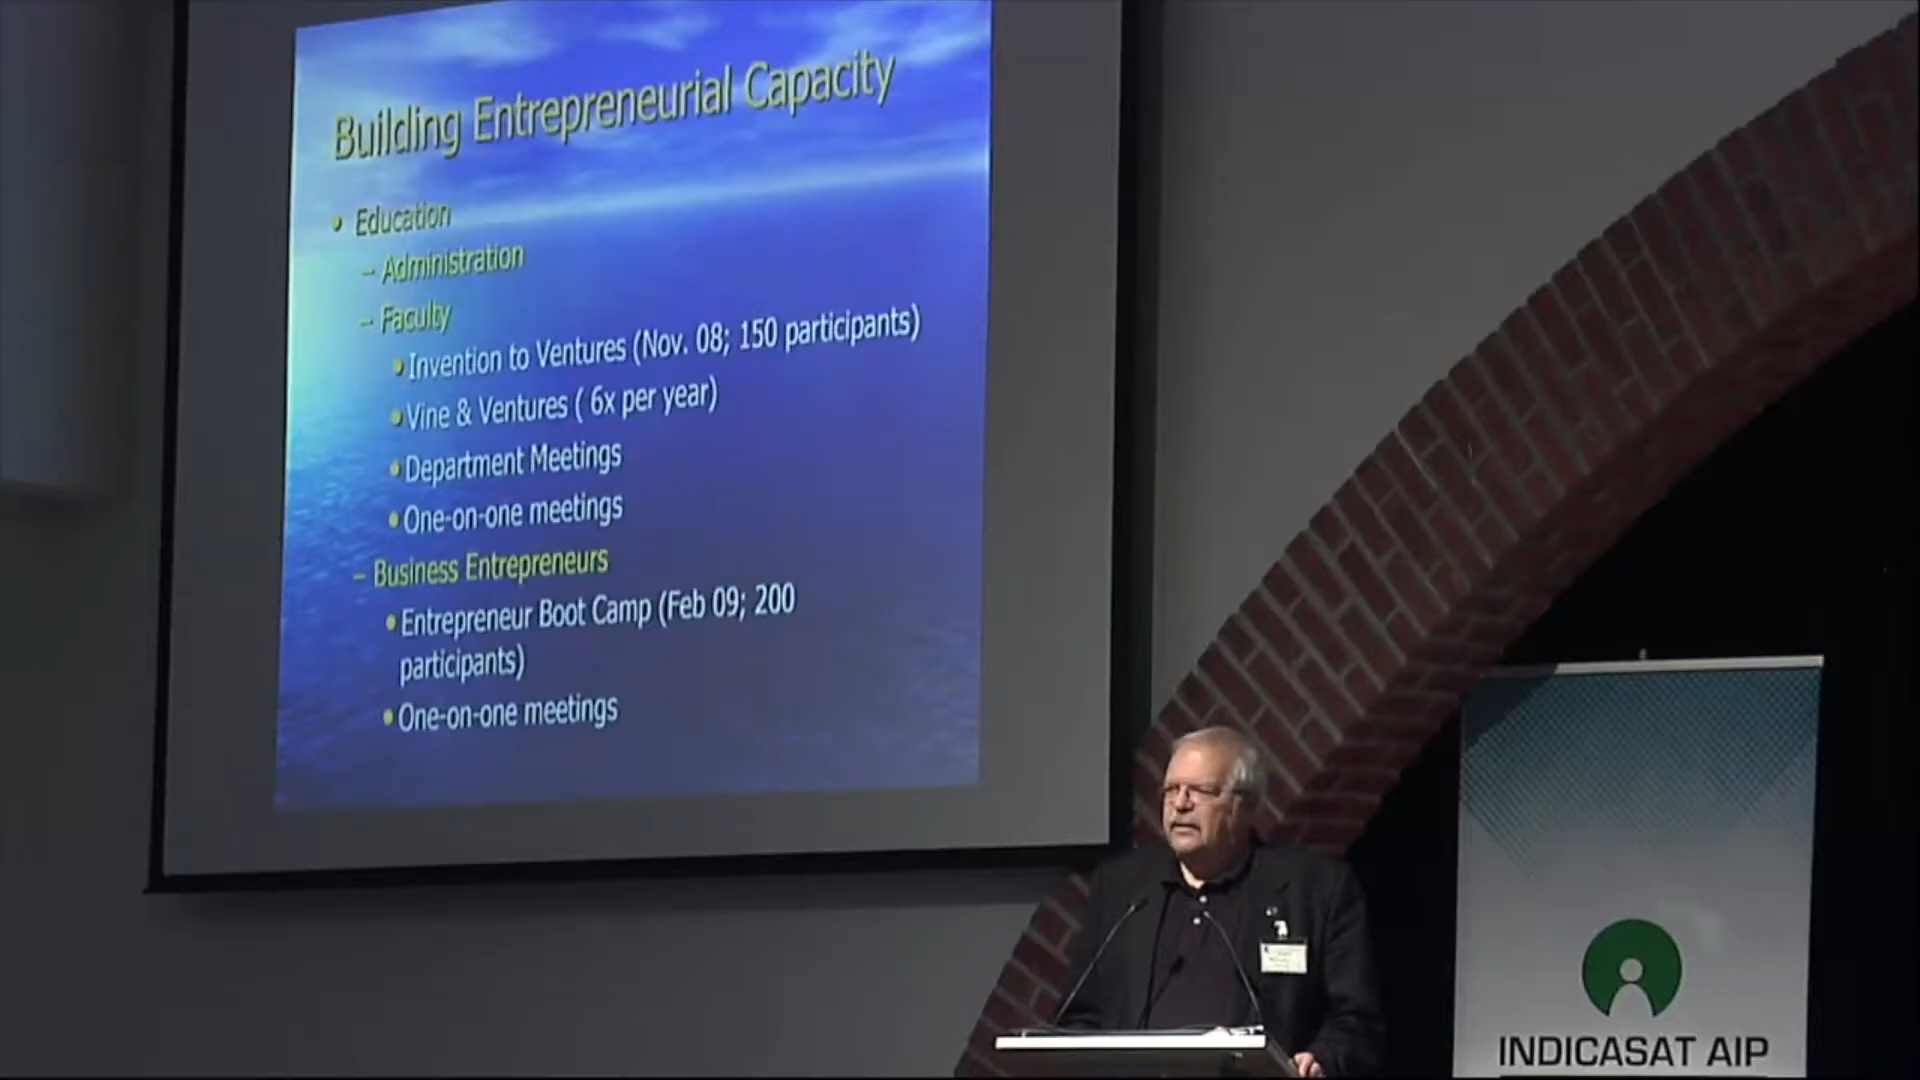 Building Entrepreneurial Capacity
• Education
– Administration
– Faculty
• Invention to Ventures (Nov. 08; 150 participants)
• Vine & Ventures ( 6x per year)
• Department Meetings
• One-on-one meetings
– Business Entrepreneurs
• Entrepreneur Boot Camp (Feb 09; 200
participants)
• One-on-one meetings
INDICASAT AIP